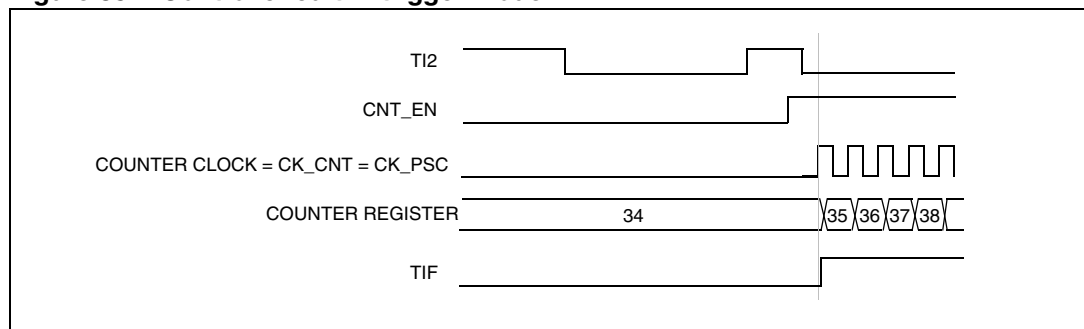 TI2
CNT_EN
COUNTER CLOCK = CK_CNT = CK_PSC
COUNTER REGISTER 34 35 36 37 38
TIF